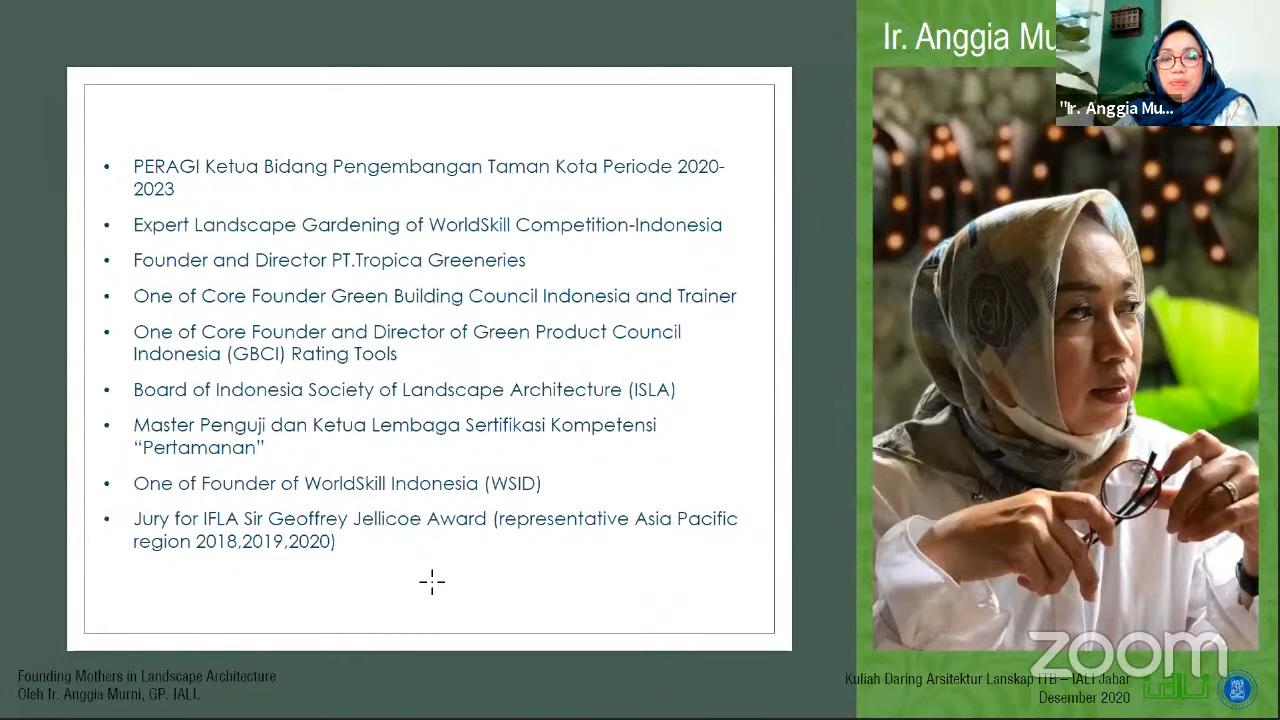 Ir. Anggia Mu
"Ir. Anggia Mu...
• PERAGI Ketua Bidang Pengembangan Taman Kota Periode 2020-
2023
• Expert Landscape Gardening of WorldSkill Competition-Indonesia
• Founder and Director PT.Tropica Greeneries
• One of Core Founder Green Building Council Indonesia and Trainer
• One of Core Founder and Director of Green Product Council
Indonesia (GBCI) Rating Tools
• Board of Indonesia Society of Landscape Architecture (ISLA)
• Master Penguji dan Ketua Lembaga Sertifikasi Kompetensi
“Pertamanan”
• One of Founder of WorldSkill Indonesia (WSID)
• Jury for IFLA Sir Geoffrey Jellicoe Award (representative Asia Pacific
region 2018,2019,2020)
zoom
Founding Mothers in Landscape Architecture
Oleh Ir. Anggia Murni, GP. IALI.
Kuliah Daring Arsitektur Lanskap ITB – IALI Jabar
Desember 2020
iali